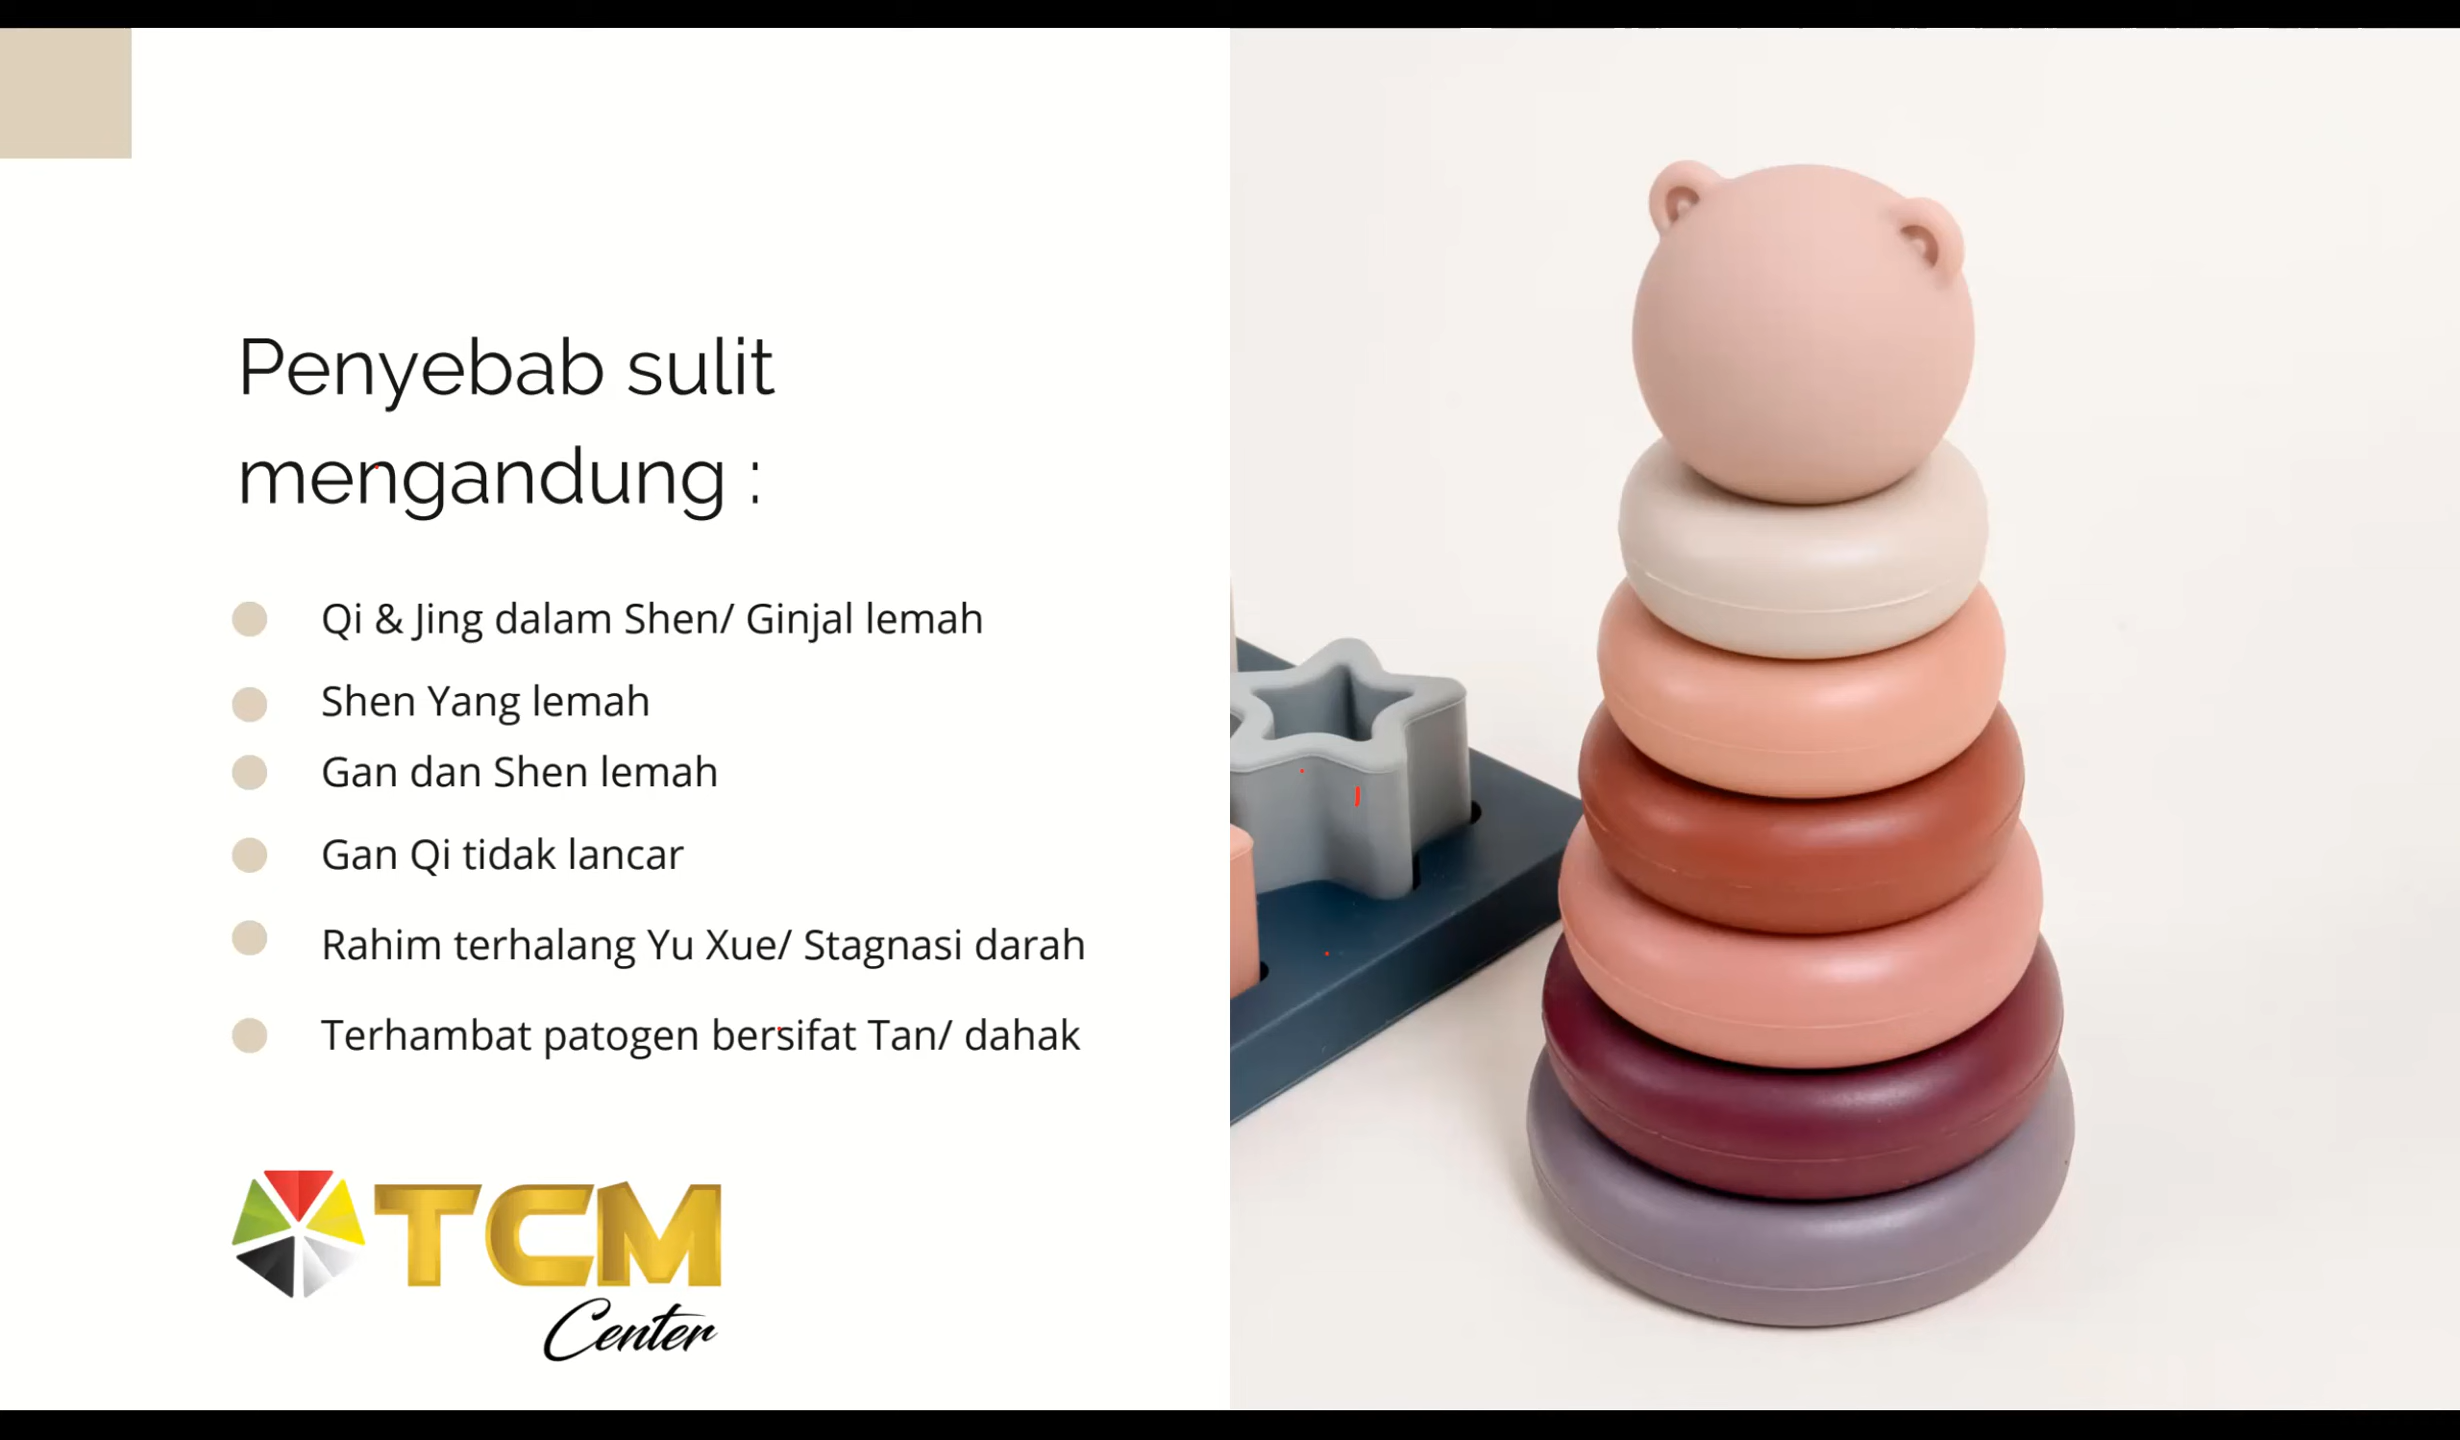 Penyebab sulit
mengandung :
Qi & Jing dalam Shen/ Ginjal lemah
Shen Yang lemah
Gan dan Shen lemah
Gan Qi tidak lancar
Rahim terhalang Yu Xue/ Stagnasi darah
Terhambat patogen bersifat Tan/ dahak
TCM
Center